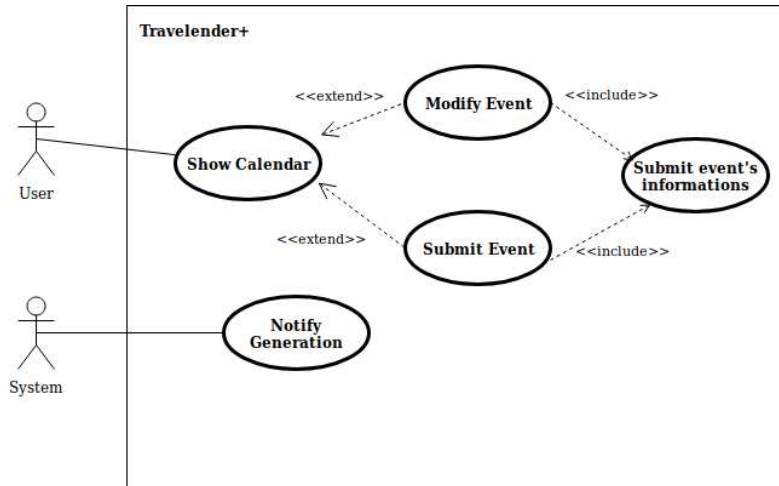 Travelender+
<<extend>>
Modify Event
<<include>>
Show Calendar
Submit event's
informations
User
<<extend>>
Submit Event
<<include>>
Notify
Generation
System